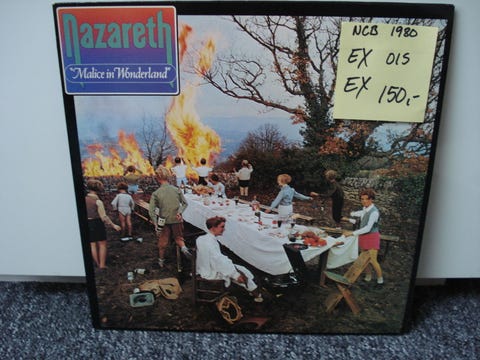 Nazareth
"Malice in Wonderland"
NCB 1980
EX OIS
EX 150,-